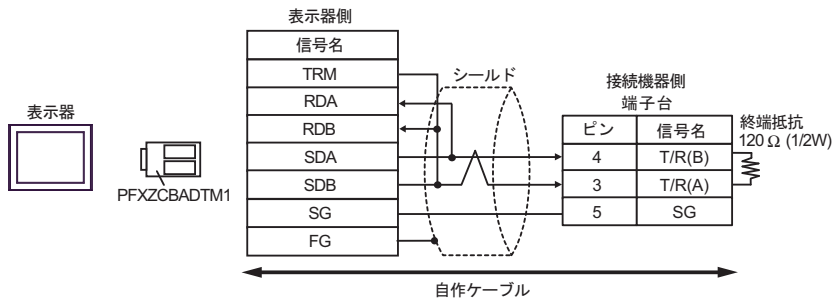 表示器側
信号名
TRM
RDA
RDB
SDA
SDB
SG
FG
シールド
接続機器側
端子台
ピン 信号名
4 T/R(B)
3 T/R(A)
5 SG
終端抵抗
120 Ω (1/2W)
表示器
PFXZCBADTM1
自作ケーブル